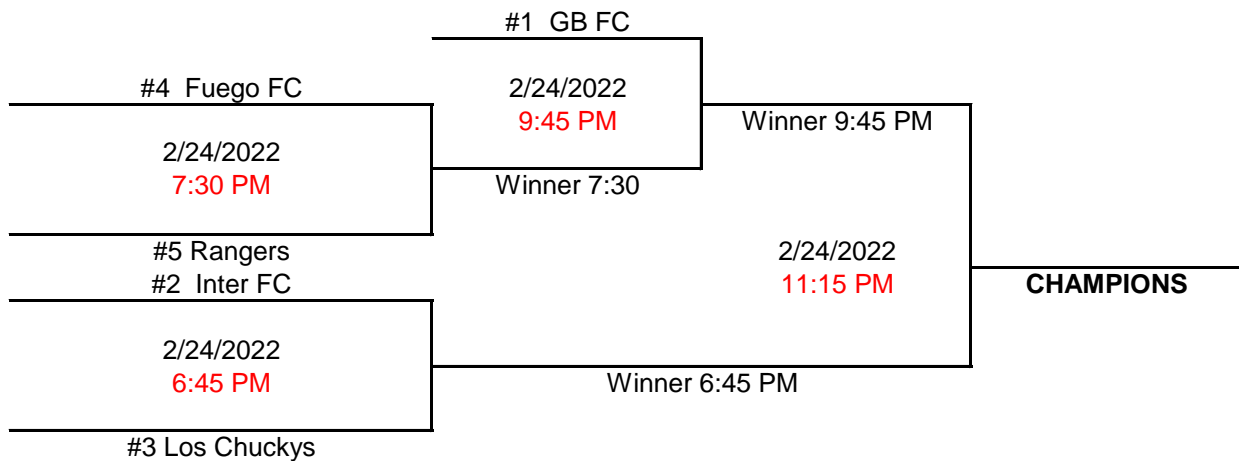 #1  GB FC
#4  Fuego FC
2/24/2022
9:45 PM
Winner 9:45 PM
2/24/2022
7:30 PM
Winner 7:30
#5 Rangers
#2  Inter FC
2/24/2022
11:15 PM
CHAMPIONS
2/24/2022
6:45 PM
Winner 6:45 PM
#3 Los Chuckys